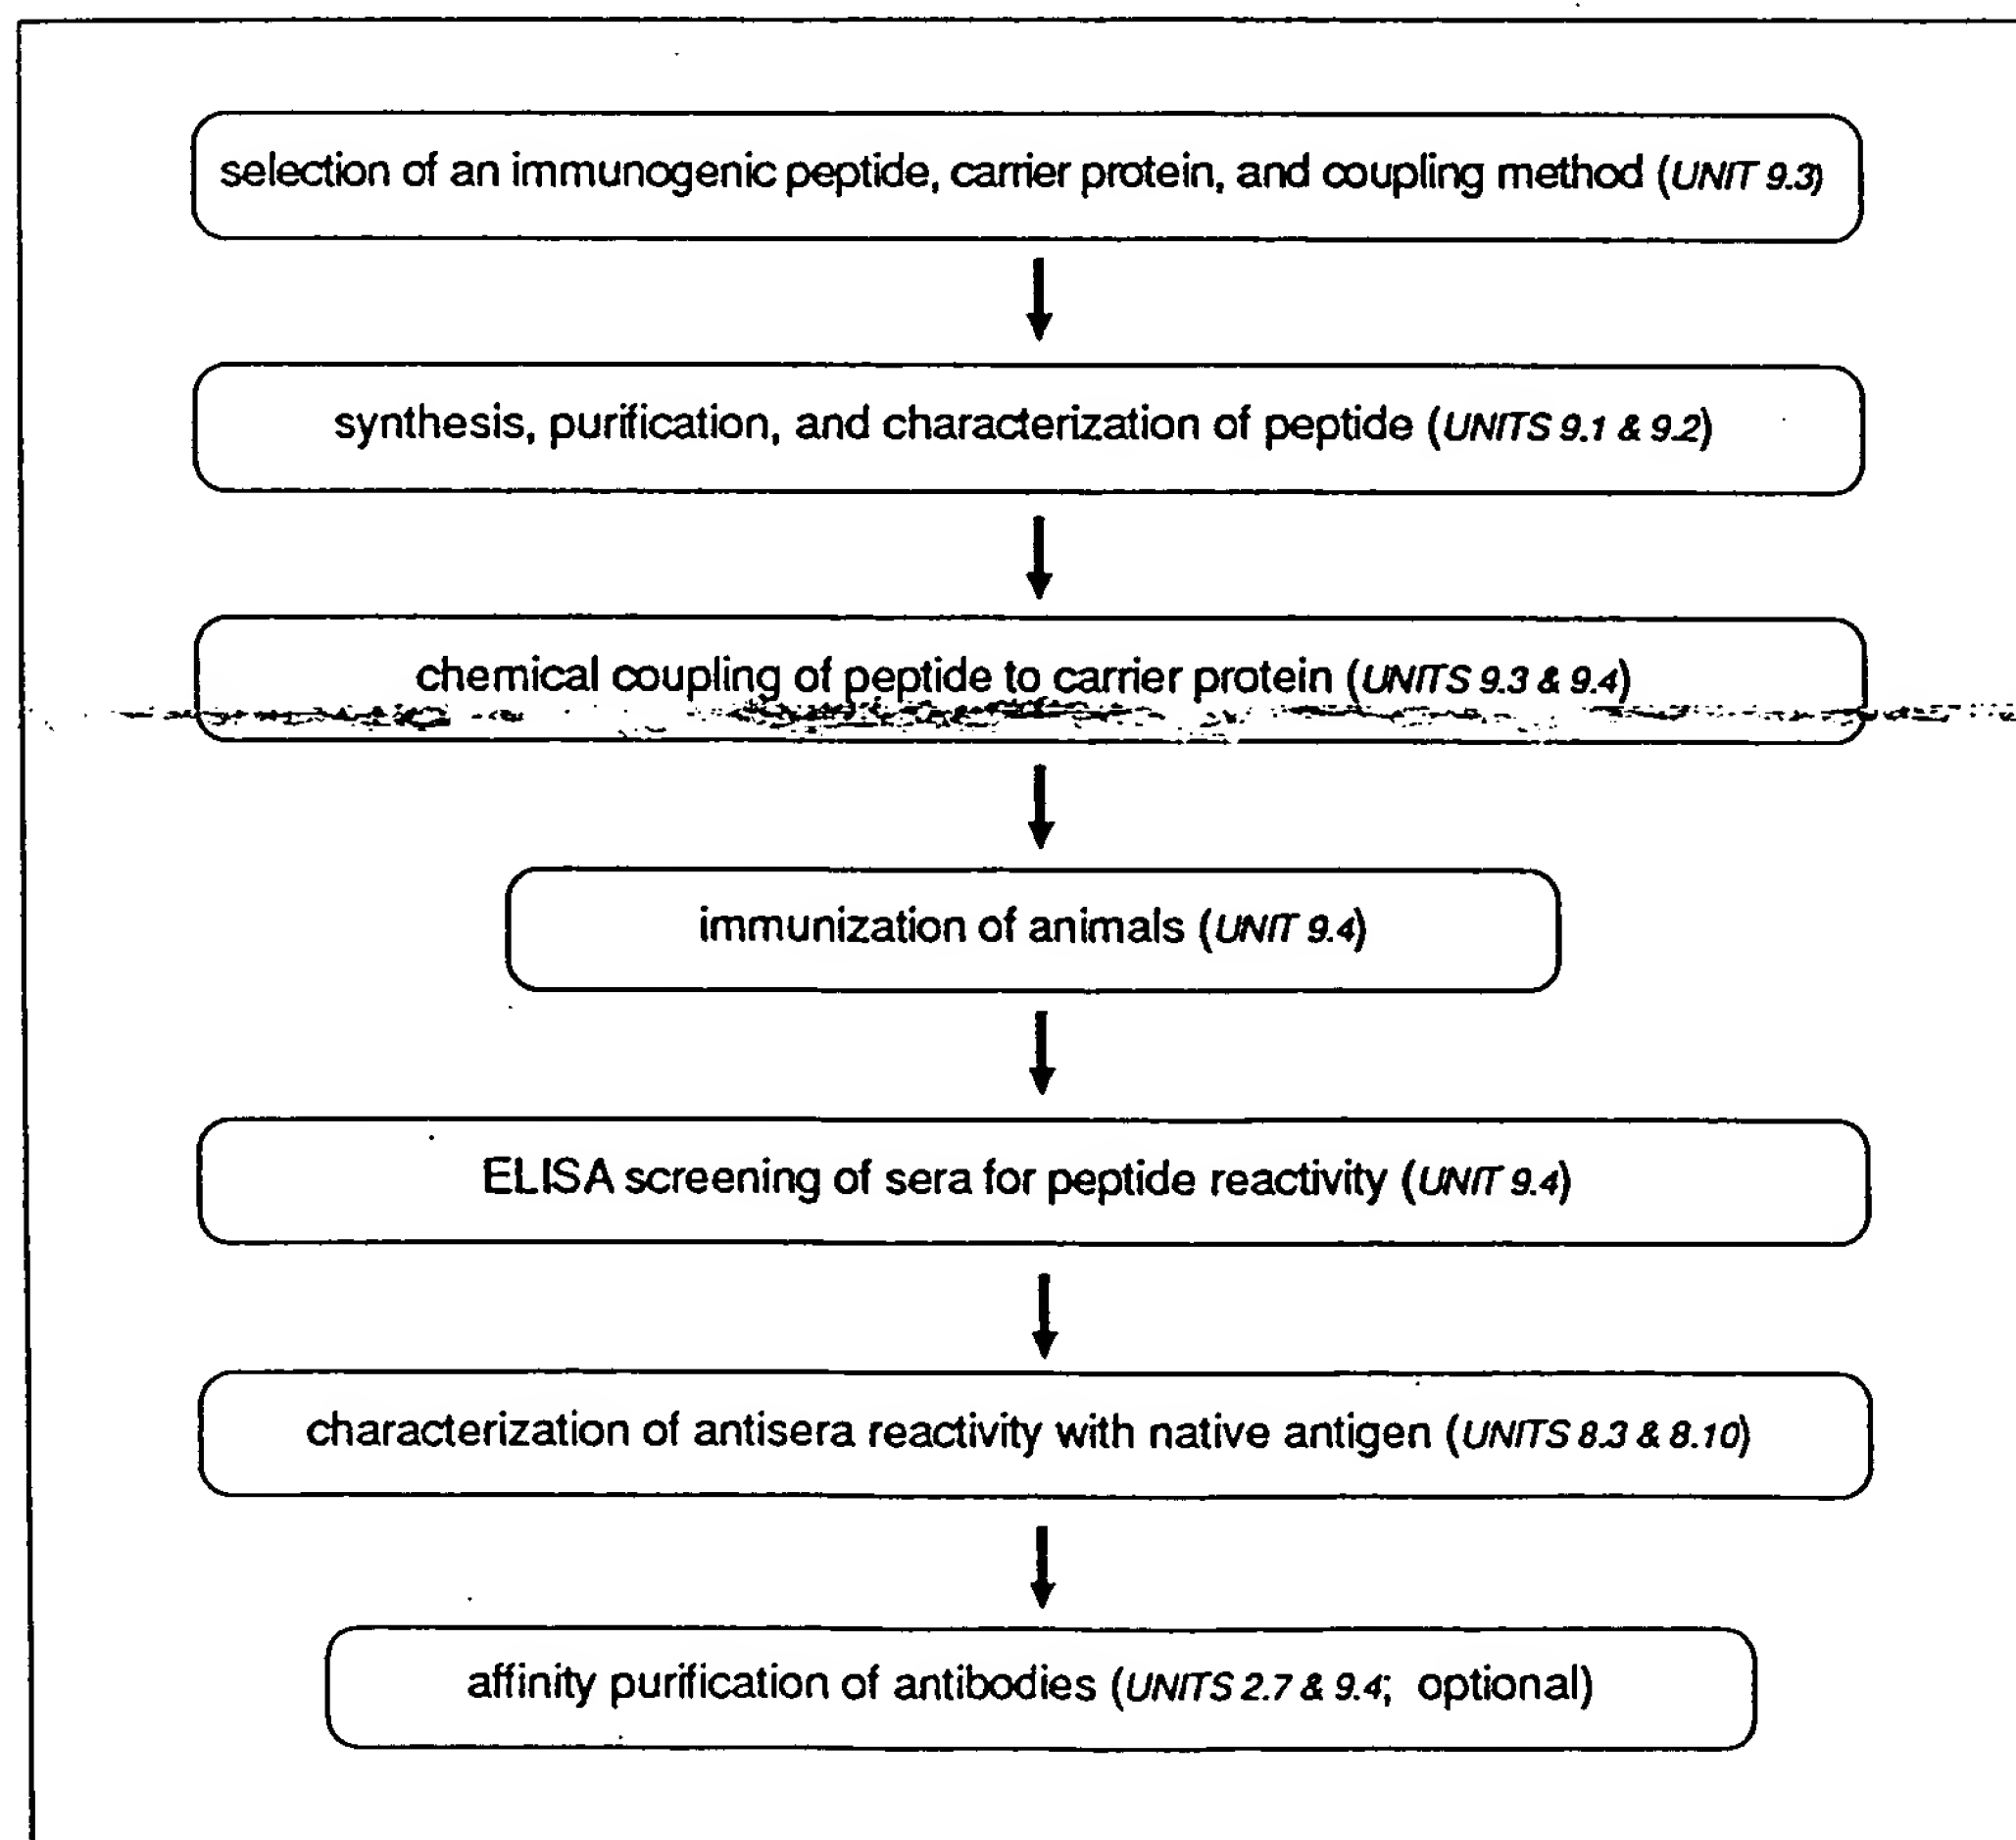 selection of an immunogenic peptide, carrier protein, and coupling method (UNIT 9.3)
synthesis, purification, and characterization of peptide (UNITS 9.1 & 9.2)
chemical coupling of peptide to carrier protein (UNITS 9.3 & 9.4)
immunization of animals (UNIT 9.4)
ELISA screening of sera for peptide reactivity (UNIT 9.4)
characterization of antisera reactivity with native antigen (UNITS 8.3 & 8.10)
affinity purification of antibodies (UNITS 2.7 & 9.4; optional)